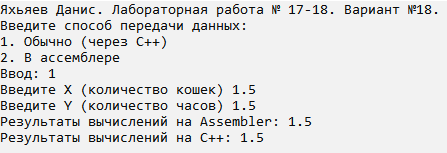 Яхьяев Данис. Лабораторная работа № 17-18. Вариант №18.
Введите способ передачи данных:
1. Обычно (через C++)
2. В ассемблере
Ввод: 1
Введите X (количество кошек) 1.5
Введите Y (количество часов) 1.5
Результаты вычислений на Assembler: 1.5
Результаты вычислений на C++: 1.5